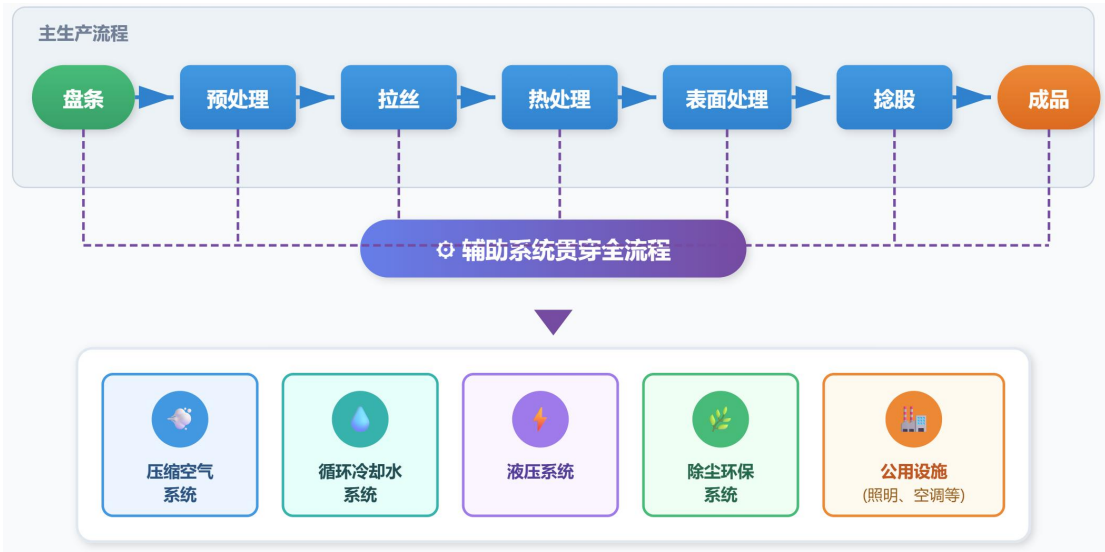 主生产流程
盘条
预处理
拉丝
热处理
表面处理
捻股
成品
辅助系统贯穿全流程
压缩空气
系统
循环冷却水
系统
液压系统
除尘环保
系统
公用设施
(照明、空调等)